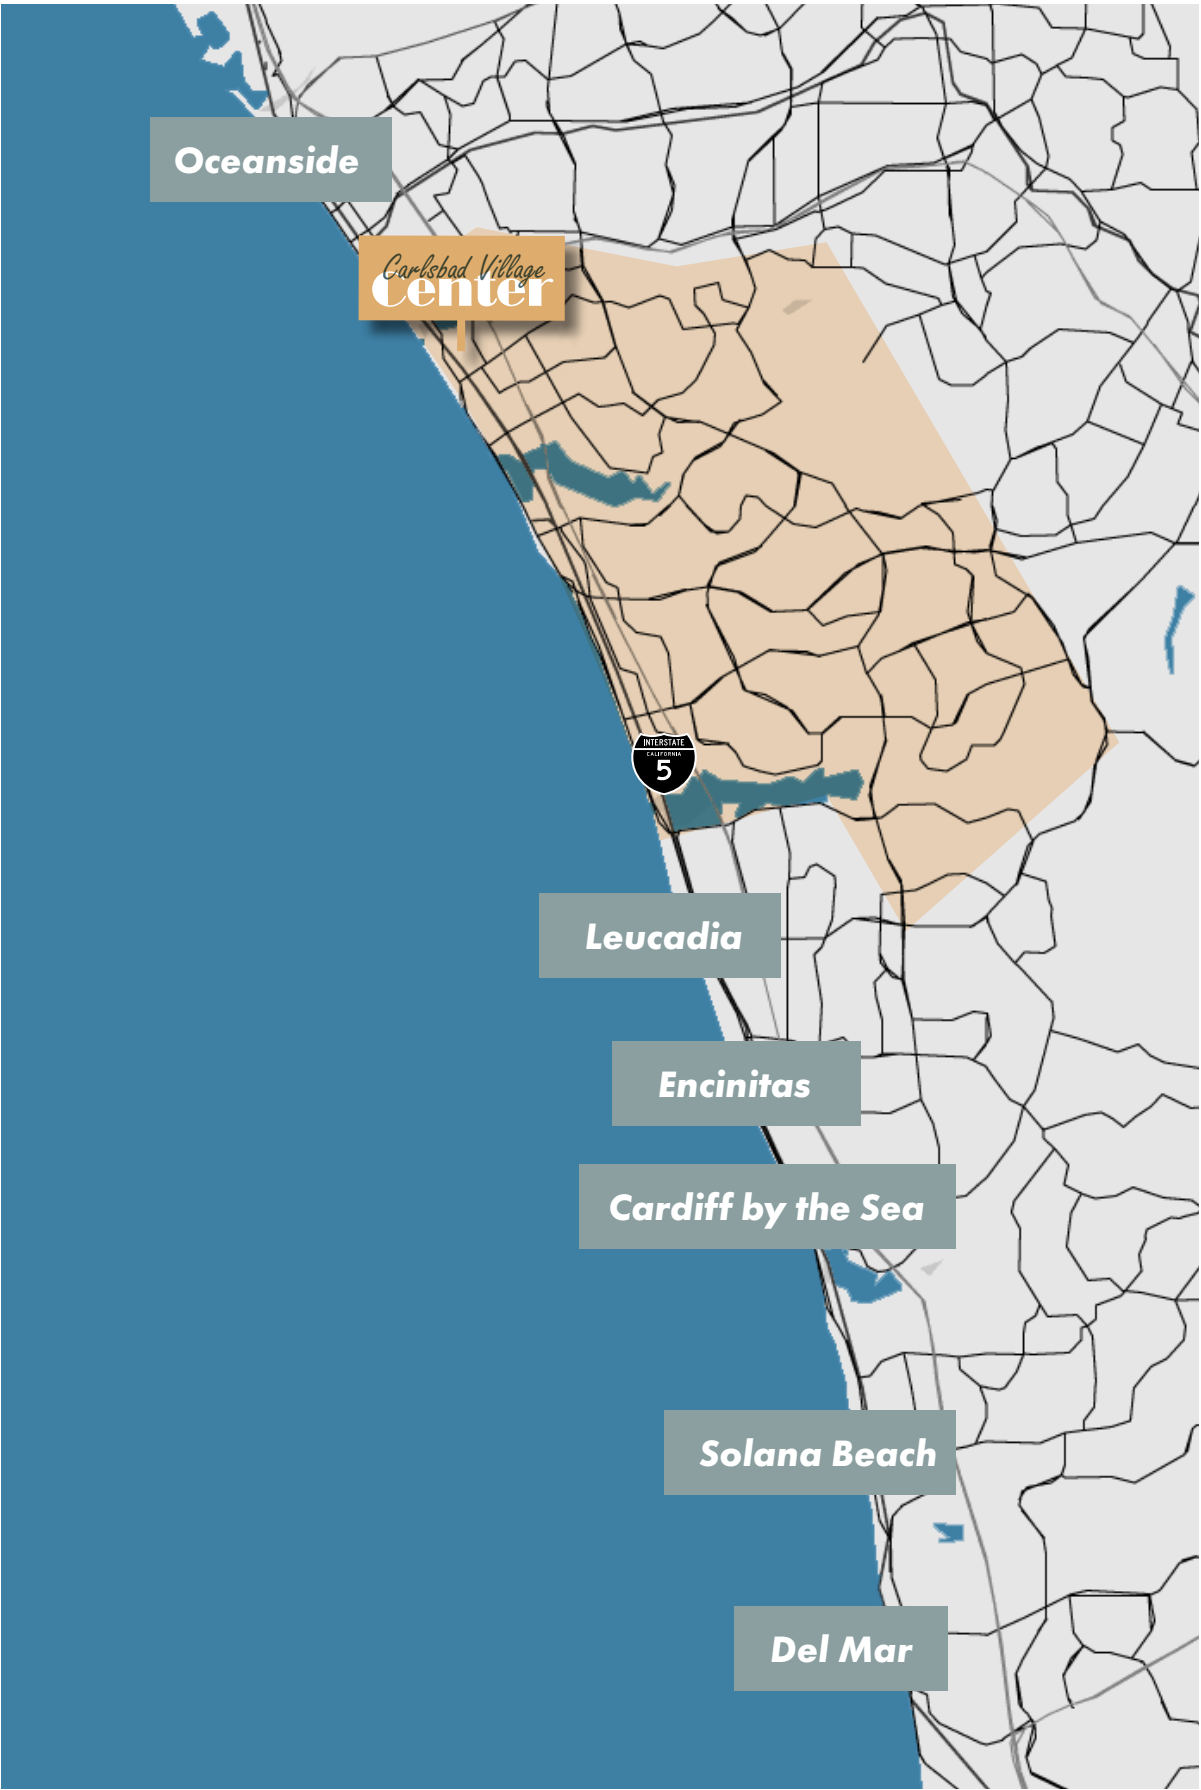 Oceanside
Carlsbad Village
Center
INTERSTATE
CALIFORNIA
5
Leucadia
Encinitas
Cardiff by the Sea
Solana Beach
Del Mar